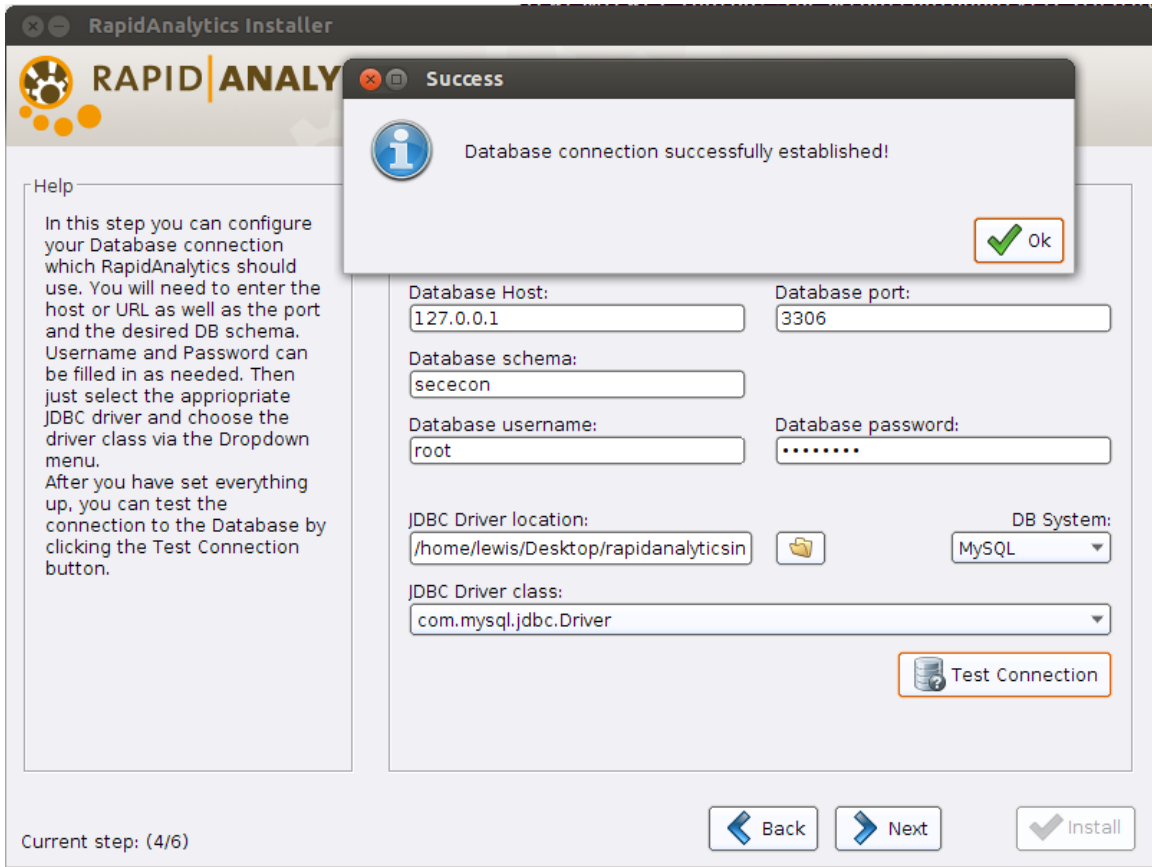 RapidAnalytics Installer
RAPID ANALY
Success
Database connection successfully established!
Ok
Help
In this step you can configure
your Database connection
which RapidAnalytics should
use. You will need to enter the
host or URL as well as the port
and the desired DB schema.
Username and Password can
be filled in as needed. Then
just select the appriopriate
JDBC driver and choose the
driver class via the Dropdown
menu.
After you have set everything
up, you can test the
connection to the Database by
clicking the Test Connection
button.
Database Host:
127.0.0.1
Database port:
3306
Database schema:
sececon
Database username:
root
Database password:
••••••••
JDBC Driver location:
/home/lewis/Desktop/rapidanalyticsin
DB System:
MySQL
JDBC Driver class:
com.mysql.jdbc.Driver
Test Connection
Current step: (4/6)
Back
Next
Install